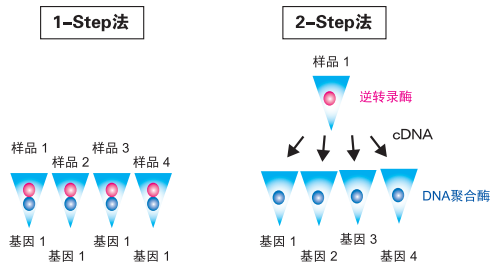 1-Step法
2-Step法
样品 1
逆转录酶
cDNA
样品 1
样品 2
样品 3
样品 4
DNA聚合酶
基因 1
基因 1
基因 1
基因 1
基因 1
基因 2
基因 3
基因 4